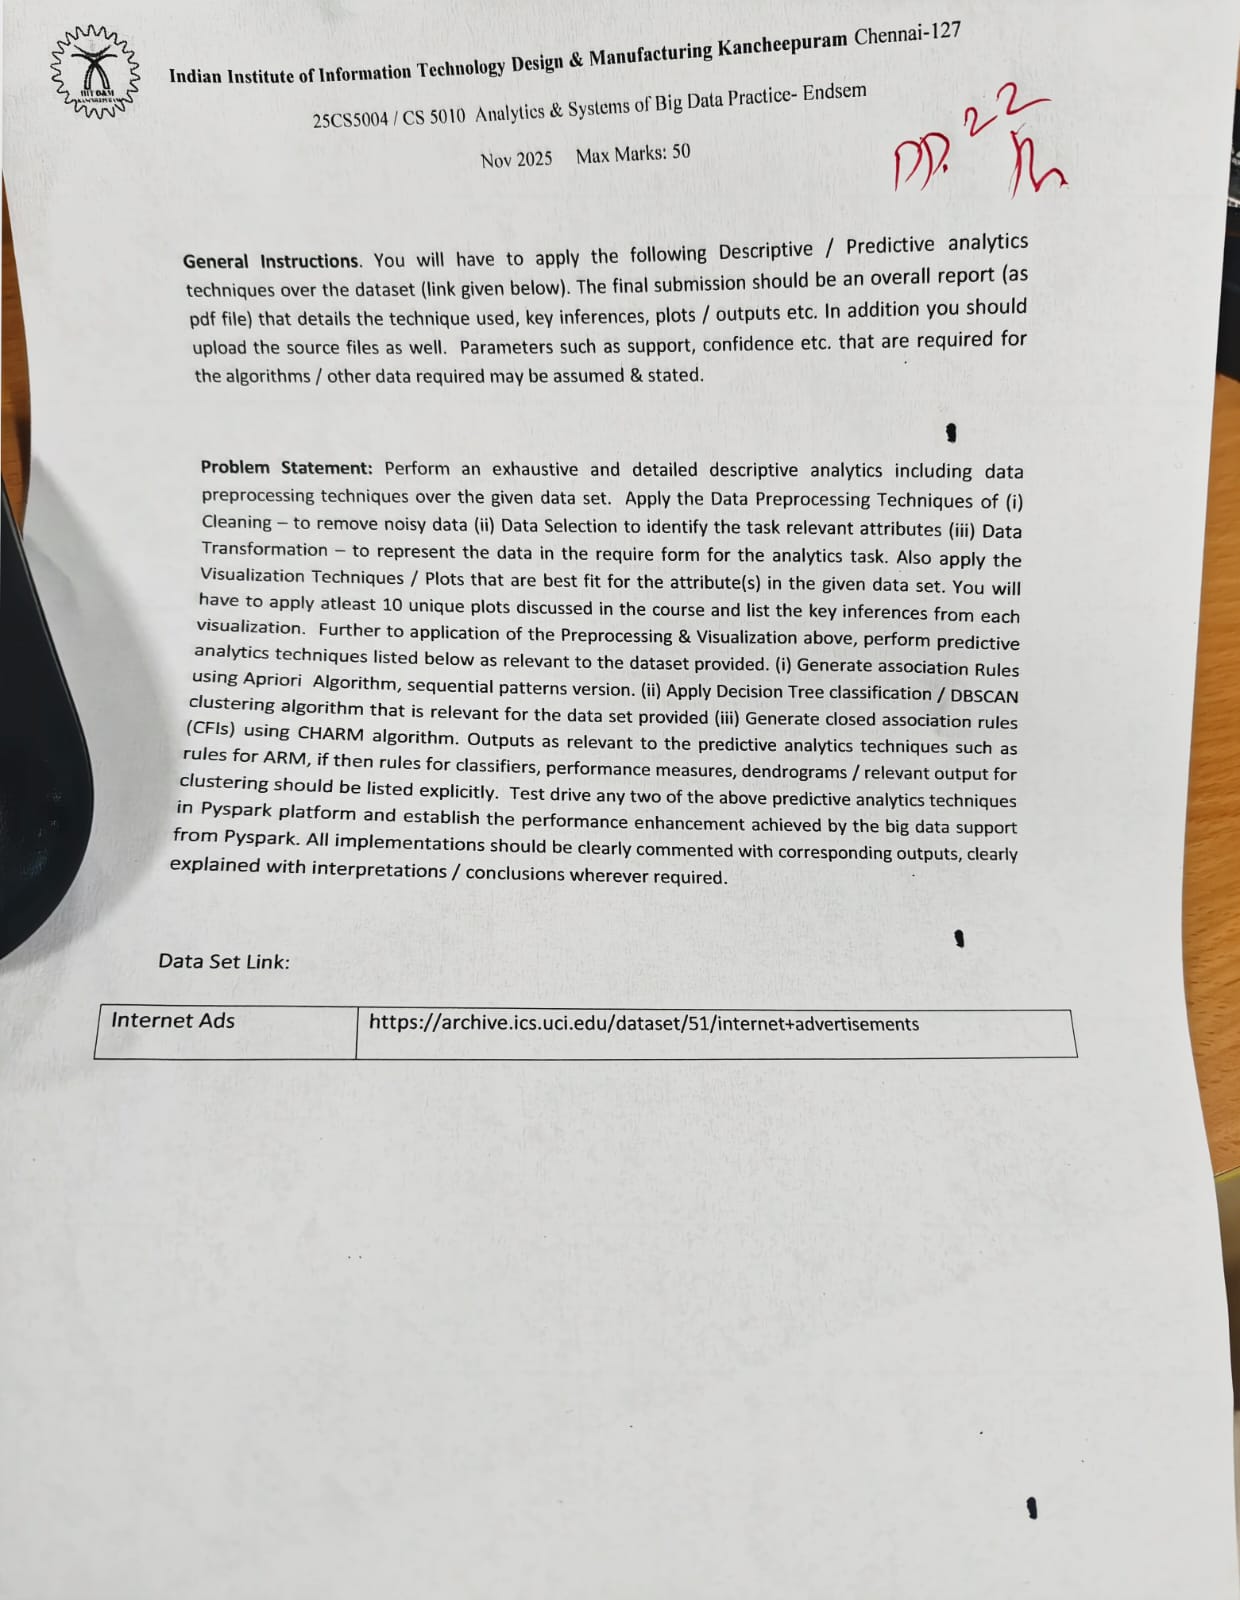 Indian Institute of Information Technology Design & Manufacturing Kancheepuram Chennai-127
25CS5004 / CS 5010 Analytics & Systems of Big Data Practice- Endsem
Nov 2025 Max Marks: 50
22
General Instructions. You will have to apply the following Descriptive / Predictive analytics
techniques over the dataset (link given below). The final submission should be an overall report (as
pdf file) that details the technique used, key inferences, plots / outputs etc. In addition you should
upload the source files as well. Parameters such as support, confidence etc. that are required for
the algorithms / other data required may be assumed & stated.
Problem Statement: Perform an exhaustive and detailed descriptive analytics including data
preprocessing techniques over the given data set. Apply the Data Preprocessing Techniques of (i)
Cleaning – to remove noisy data (ii) Data Selection to identify the task relevant attributes (iii) Data
Transformation – to represent the data in the require form for the analytics task. Also apply the
Visualization Techniques / Plots that are best fit for the attribute(s) in the given data set. You will
have to apply atleast 10 unique plots discussed in the course and list the key inferences from each
visualization. Further to application of the Preprocessing & Visualization above, perform predictive
analytics techniques listed below as relevant to the dataset provided. (i) Generate association Rules
using Apriori Algorithm, sequential patterns version. (ii) Apply Decision Tree classification / DBSCAN
clustering algorithm that is relevant for the data set provided (iii) Generate closed association rules
(CFIs) using CHARM algorithm. Outputs as relevant to the predictive analytics techniques such as
rules for ARM, if then rules for classifiers, performance measures, dendrograms / relevant output for
clustering should be listed explicitly. Test drive any two of the above predictive analytics techniques
in Pyspark platform and establish the performance enhancement achieved by the big data support
from Pyspark. All implementations should be clearly commented with corresponding outputs, clearly
explained with interpretations / conclusions wherever required.
Data Set Link:
Internet Ads https://archive.ics.uci.edu/dataset/51/internet+advertisements